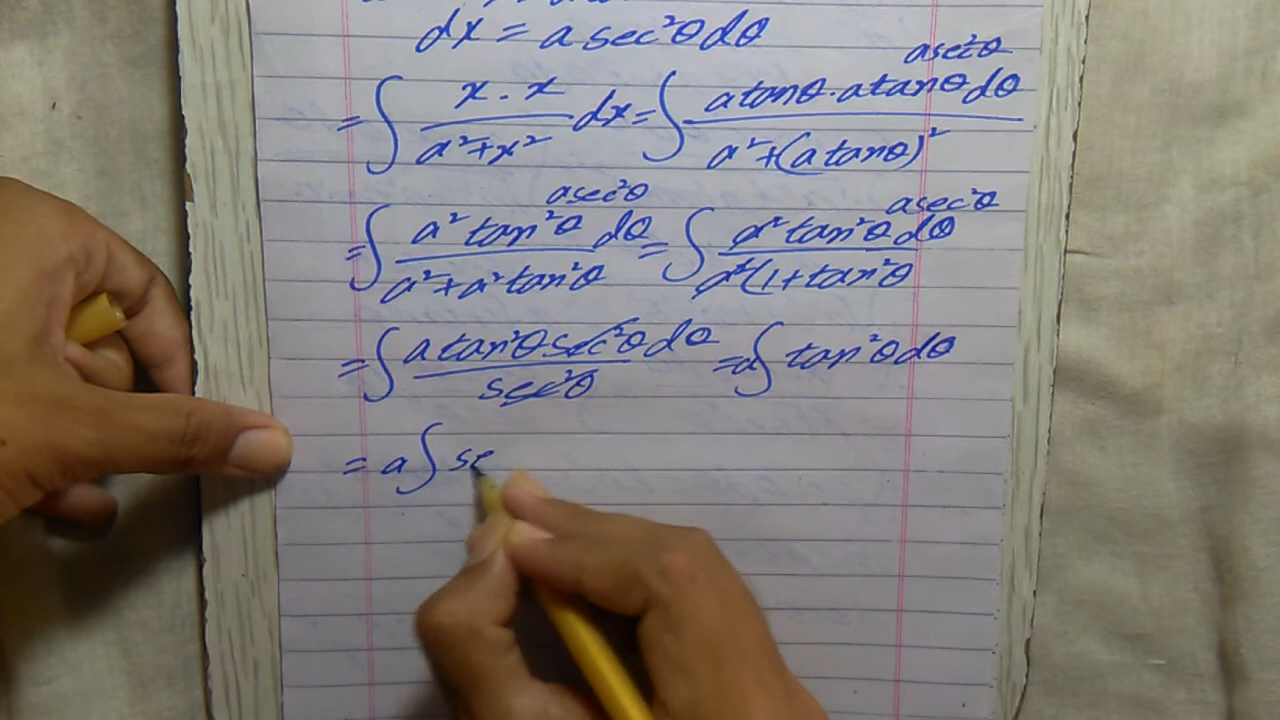 dx = a sec²θ dθ
a sec²θ
= ∫ x . x / a²+x² dx = ∫ a tanθ . a tanθ dθ / a²+(a tanθ)²
a sec²θ a sec²θ
= ∫ a² tan²θ dθ / a²+a² tan²θ = ∫ a² tan²θ dθ / a²(1+tan²θ
= ∫ a tan²θ sec²θ dθ / sec²θ = a∫ tan²θ dθ
= a ∫ se